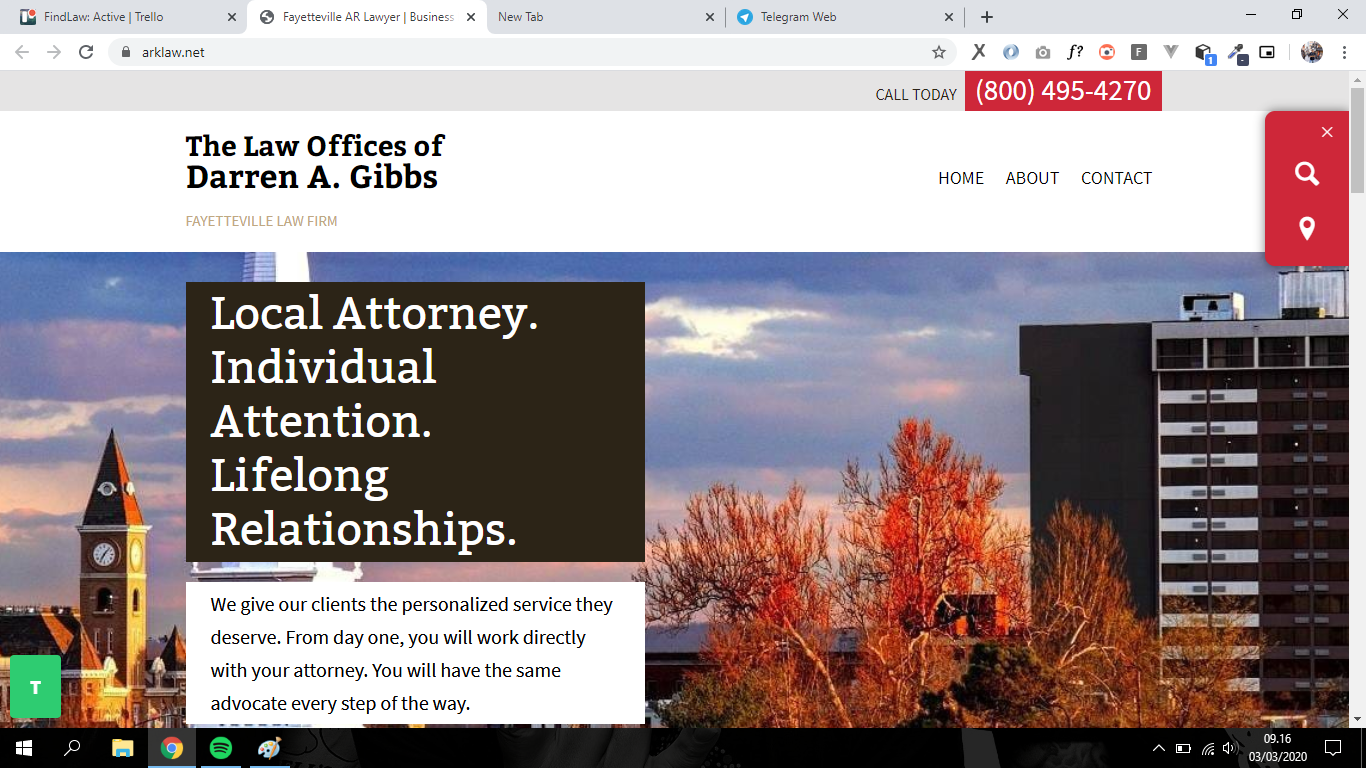 FindLaw: Active | Trello
Fayetteville AR Lawyer | Business
New Tab
Telegram Web
arklaw.net
X
f?
F
1
-
CALL TODAY
(800) 495-4270
The Law Offices of
Darren A. Gibbs
FAYETTEVILLE LAW FIRM
HOME
ABOUT
CONTACT
Local Attorney.
Individual
Attention.
Lifelong
Relationships.
We give our clients the personalized service they
deserve. From day one, you will work directly
with your attorney. You will have the same
advocate every step of the way.
T
09.16
03/03/2020